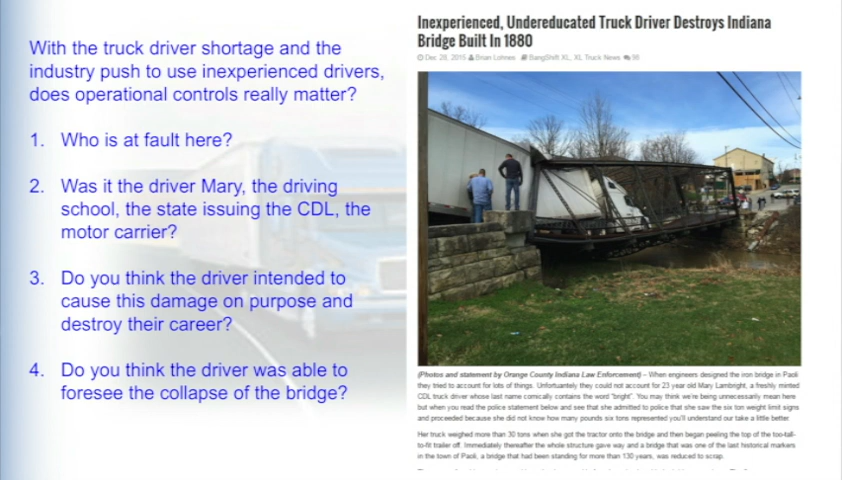 With the truck driver shortage and the
industry push to use inexperienced drivers,
does operational controls really matter?
1. Who is at fault here?
2. Was it the driver Mary, the driving
school, the state issuing the CDL, the
motor carrier?
3. Do you think the driver intended to
cause this damage on purpose and
destroy their career?
4. Do you think the driver was able to
foresee the collapse of the bridge?
Inexperienced, Undereducated Truck Driver Destroys Indiana
Bridge Built In 1880
Dec 28, 2015 Brian Lohnes BangShift XL, XL Truck News 98
(Photos and statement by Orange County Indiana Law Enforcement) – When engineers designed the iron bridge in Paoli
they tried to account for lots of things. Unfortuantely they could not account for 23 year old Mary Lambright, a freshly minted
CDL truck driver whose last name comically contains the word "bright". You may think we're being unnecessarily mean here
but when you read the police statement below and see that she admitted to police that she saw the six ton weight limit signs
and proceeded because she did not know how many pounds six tons represented you'll understand our take a little better.
Her truck weighed more than 30 tons when she got the tractor onto the bridge and then began peeling the top of the too-tall-
to-fit trailer off. Immediately thereafter the whole structure gave way and a bridge that was one of the last historical markers
in the town of Paoli, a bridge that had been standing for more than 130 years, was reduced to scrap.